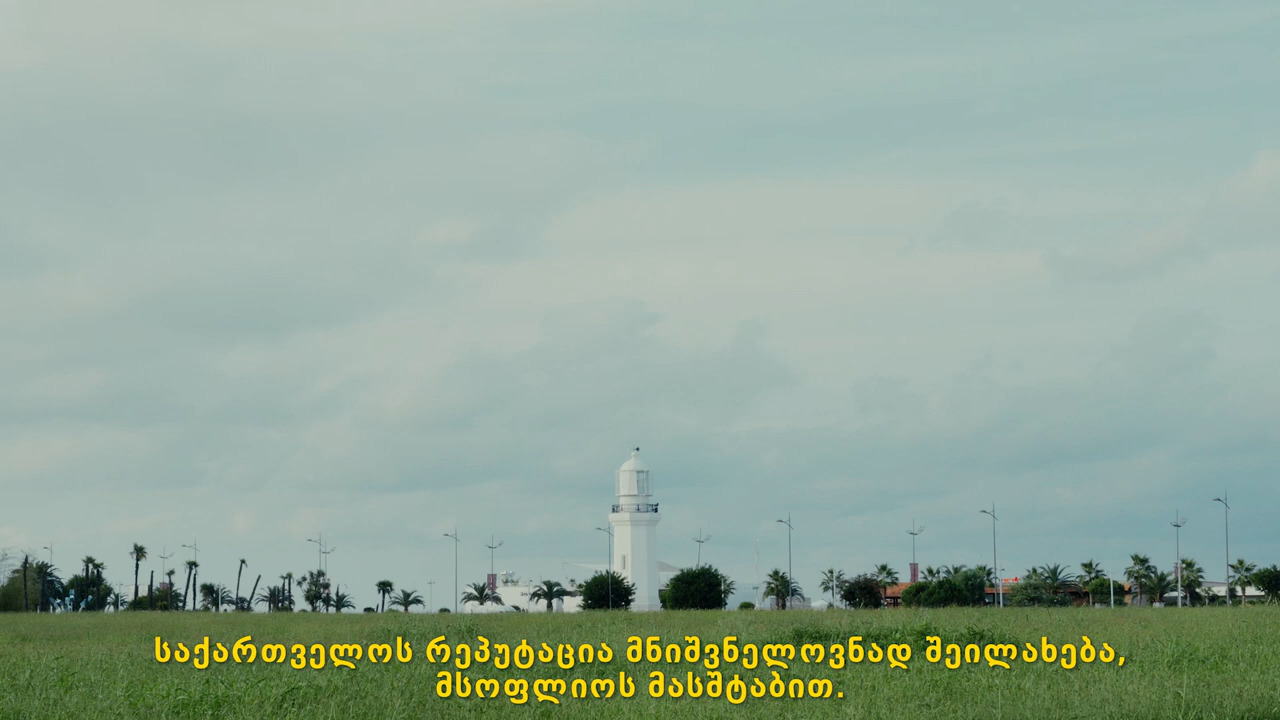 საქართველოს რეპუტაცია მნიშვნელოვნად შეილახება,
მსოფლიოს მასშტაბით.